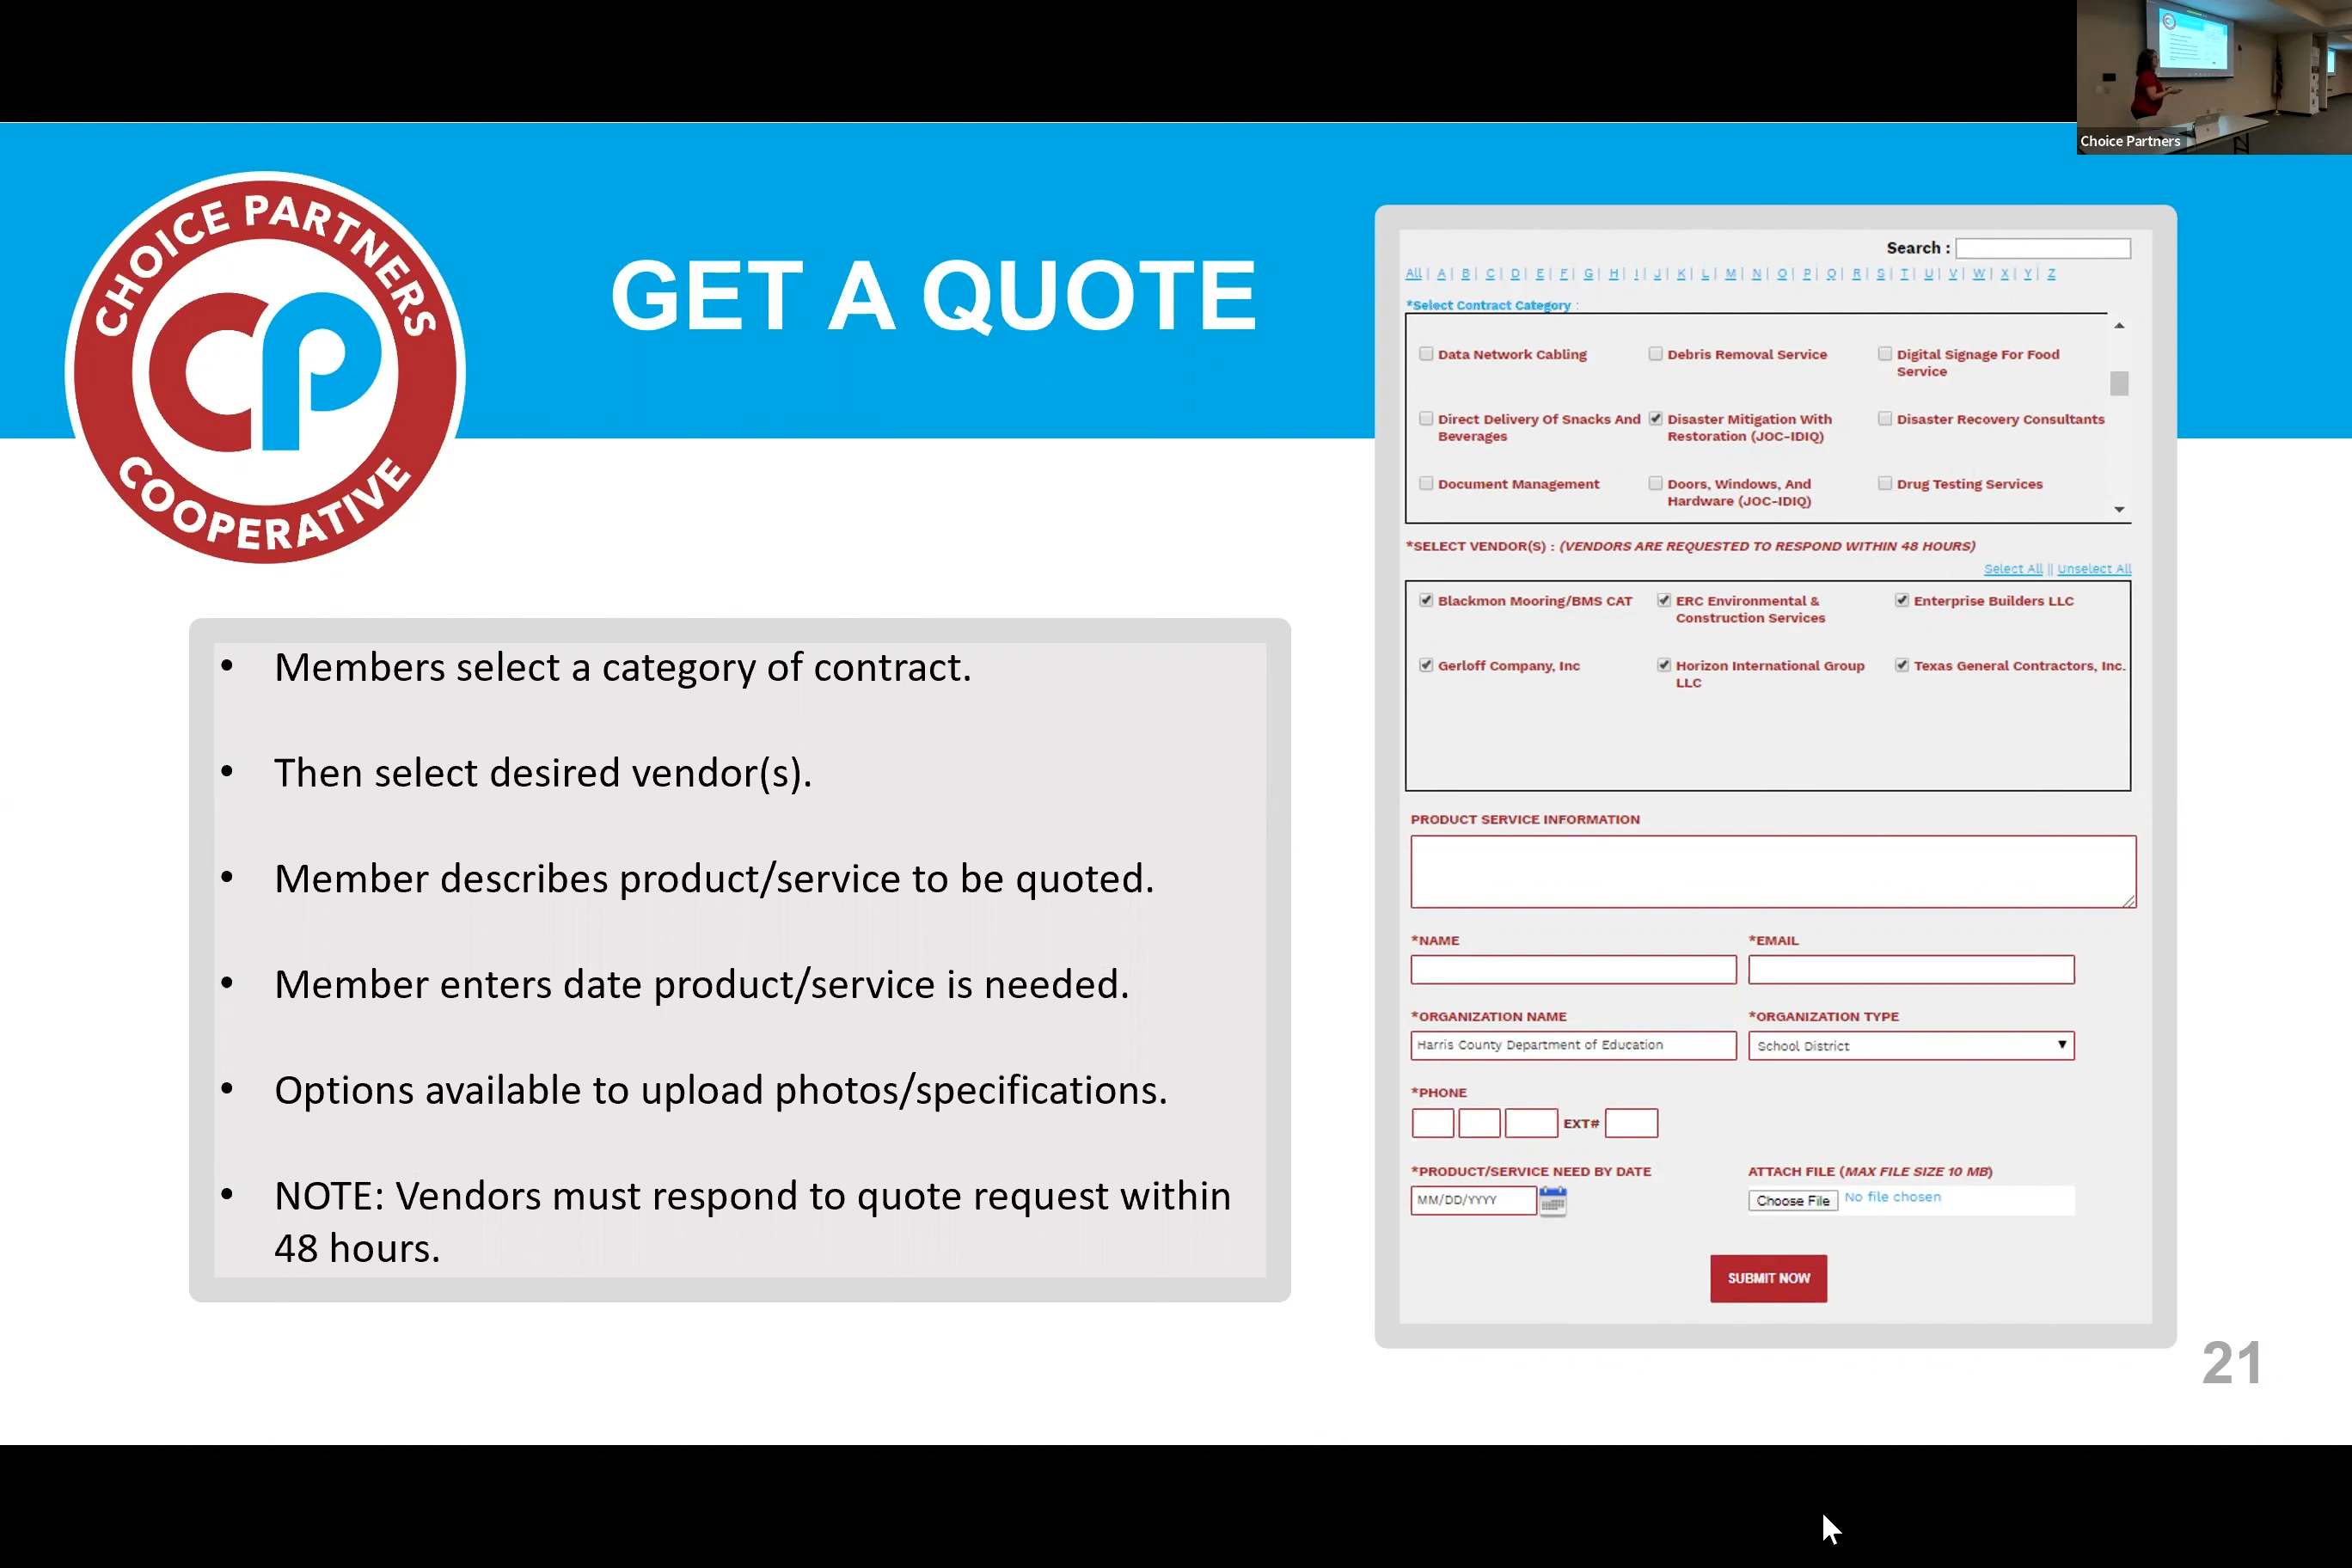 Choice Partners
CHOICE PARTNERS
CP
COOPERATIVE
GET A QUOTE
• Members select a category of contract.
• Then select desired vendor(s).
• Member describes product/service to be quoted.
• Member enters date product/service is needed.
• Options available to upload photos/specifications.
• NOTE: Vendors must respond to quote request within
48 hours.
Search :
All | A | B | C | D | E | F | G | H | I | J | K | L | M | N | O | P | Q | R | S | T | U | V | W | X | Y | Z
*Select Contract Category :
Data Network Cabling Debris Removal Service Digital Signage For Food
Service
Direct Delivery Of Snacks And Disaster Mitigation With Disaster Recovery Consultants
Beverages Restoration (JOC-IDIQ)
Document Management Doors, Windows, And Drug Testing Services
Hardware (JOC-IDIQ)
*SELECT VENDOR(S) : (VENDORS ARE REQUESTED TO RESPOND WITHIN 48 HOURS)
Select All || Unselect All
Blackmon Mooring/BMS CAT ERC Environmental & Enterprise Builders LLC
Construction Services
Gerloff Company, Inc Horizon International Group Texas General Contractors, Inc.
LLC
PRODUCT SERVICE INFORMATION
*NAME *EMAIL
*ORGANIZATION NAME *ORGANIZATION TYPE
Harris County Department of Education School District
*PHONE
EXT#
*PRODUCT/SERVICE NEED BY DATE ATTACH FILE (MAX FILE SIZE 10 MB)
MM/DD/YYYY Choose File No file chosen
SUBMIT NOW
21